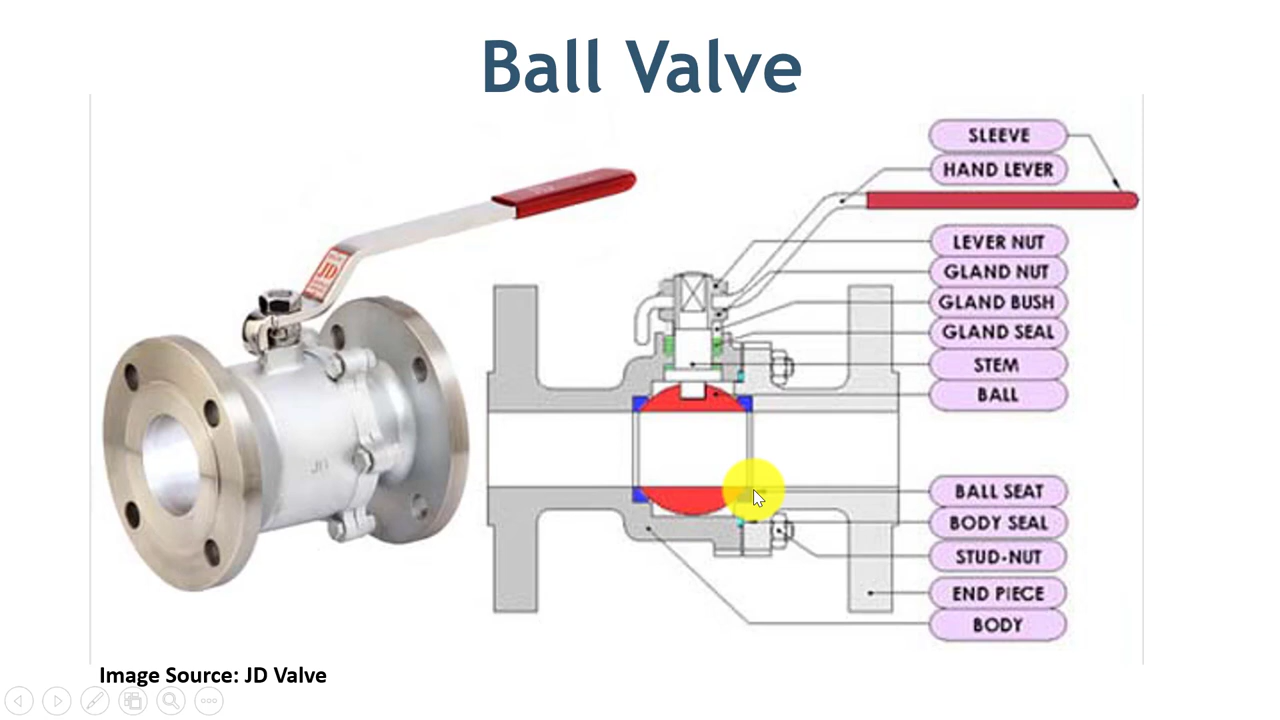 Ball Valve
SLEEVE
HAND LEVER
LEVER NUT
GLAND NUT
GLAND BUSH
GLAND SEAL
STEM
BALL
BALL SEAT
BODY SEAL
STUD-NUT
END PIECE
BODY
JD
Image Source: JD Valve